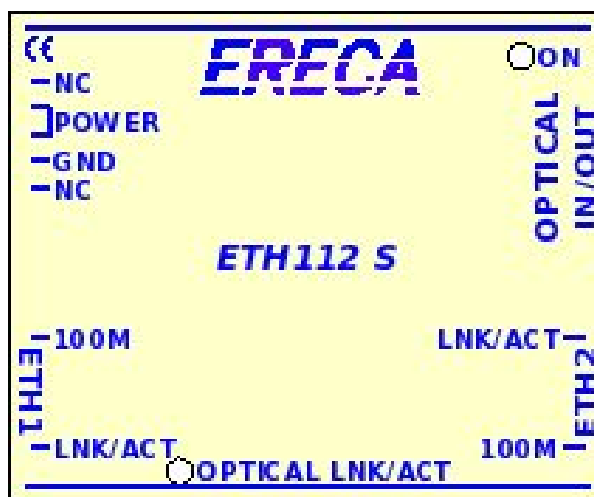 CE
ERECA
ON
NC
POWER
GND
NC
OPTICAL
IN/OUT
ETH112 S
100M
LNK/ACT
ETH1
ETH2
LNK/ACT
100M
OPTICAL LNK/ACT